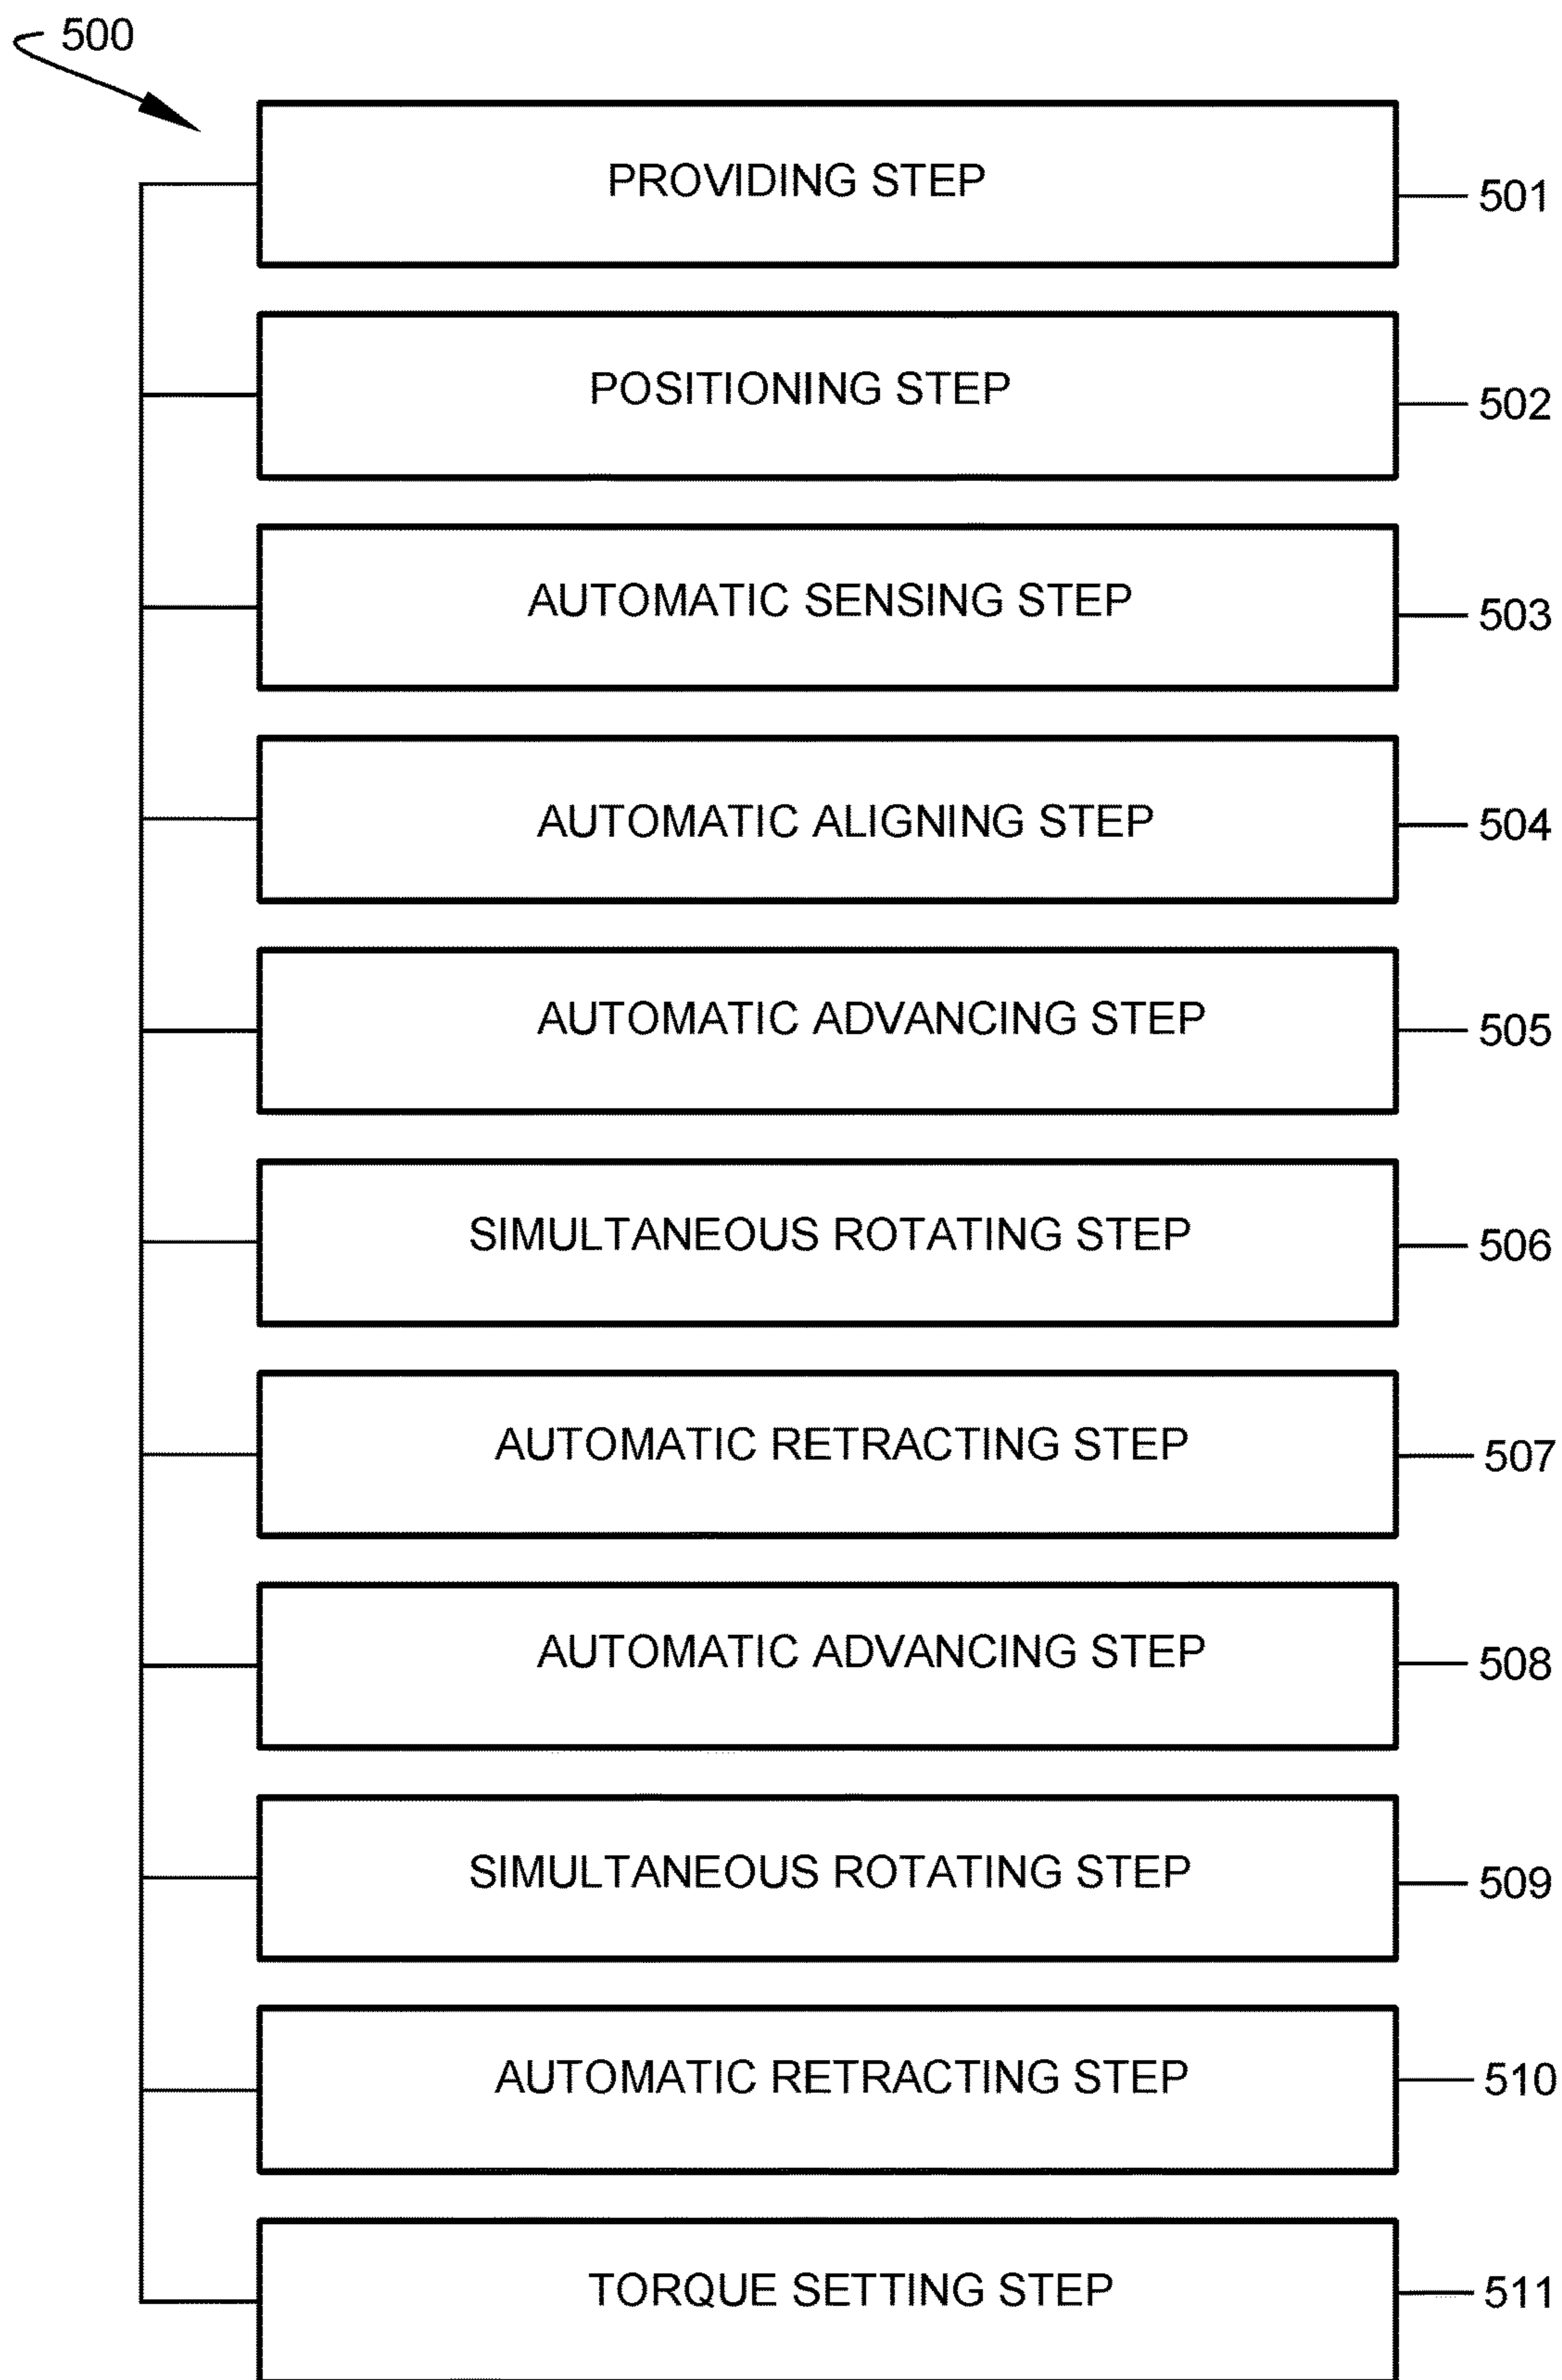 500
PROVIDING STEP 501
POSITIONING STEP 502
AUTOMATIC SENSING STEP 503
AUTOMATIC ALIGNING STEP 504
AUTOMATIC ADVANCING STEP 505
SIMULTANEOUS ROTATING STEP 506
AUTOMATIC RETRACTING STEP 507
AUTOMATIC ADVANCING STEP 508
SIMULTANEOUS ROTATING STEP 509
AUTOMATIC RETRACTING STEP 510
TORQUE SETTING STEP 511